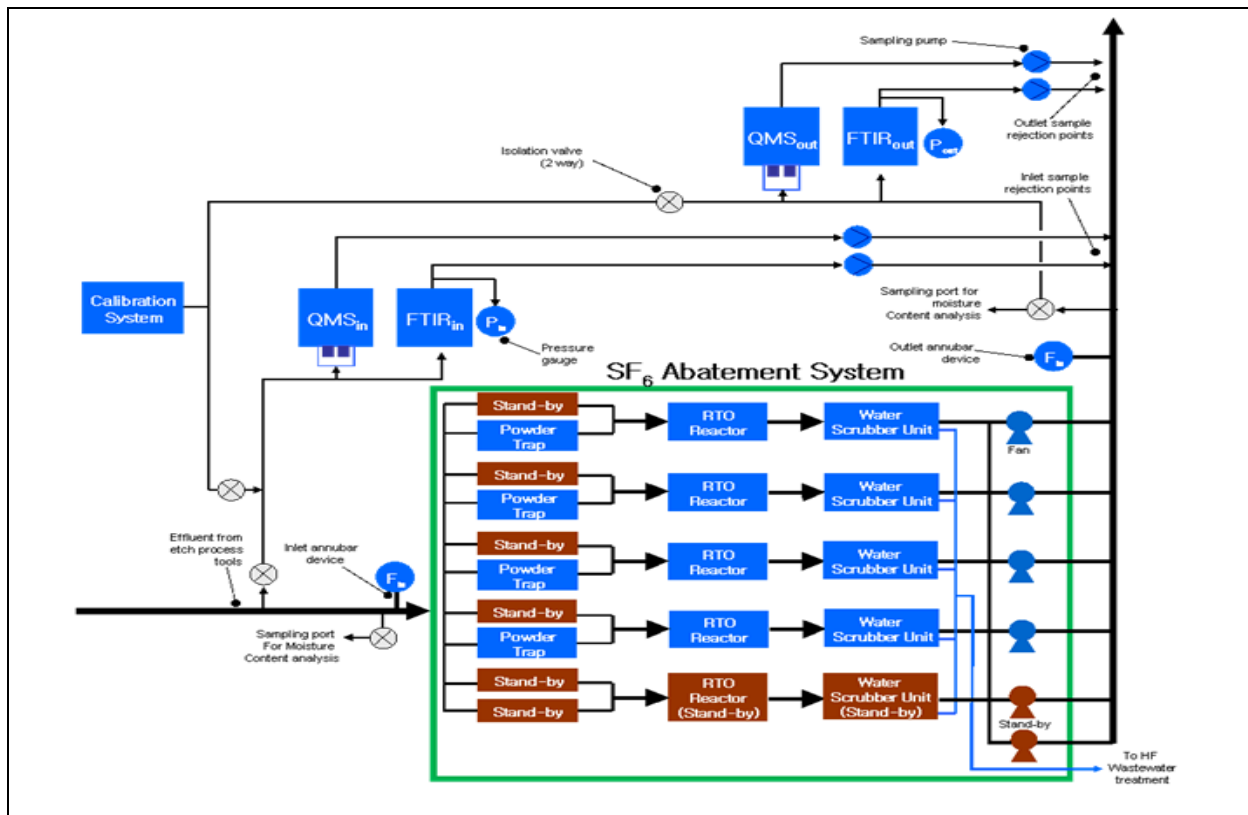 Sampling pump
QMSout
FTIRout
Pout
Outlet sample
rejection points
Isolation valve
(2 way)
Inlet sample
rejection points
Calibration
System
QMSin
FTIRin
Pin
Pressure
gauge
Sampling port for
moisture
Content analysis
Outlet annubar
device
Fin
SF6 Abatement System
Stand-by
Powder
Trap
RTO
Reactor
Water
Scrubber Unit
Fan
Stand-by
Powder
Trap
RTO
Reactor
Water
Scrubber Unit
Stand-by
Powder
Trap
RTO
Reactor
Water
Scrubber Unit
Stand-by
Powder
Trap
RTO
Reactor
Water
Scrubber Unit
Stand-by
Stand-by
RTO
Reactor
(Stand-by)
Water
Scrubber Unit
(Stand-by)
Stand-by
Effluent from
etch process
tools
Inlet annubar
device
Fin
Sampling port
For Moisture
Content analysis
To HF
Wastewater
treatment